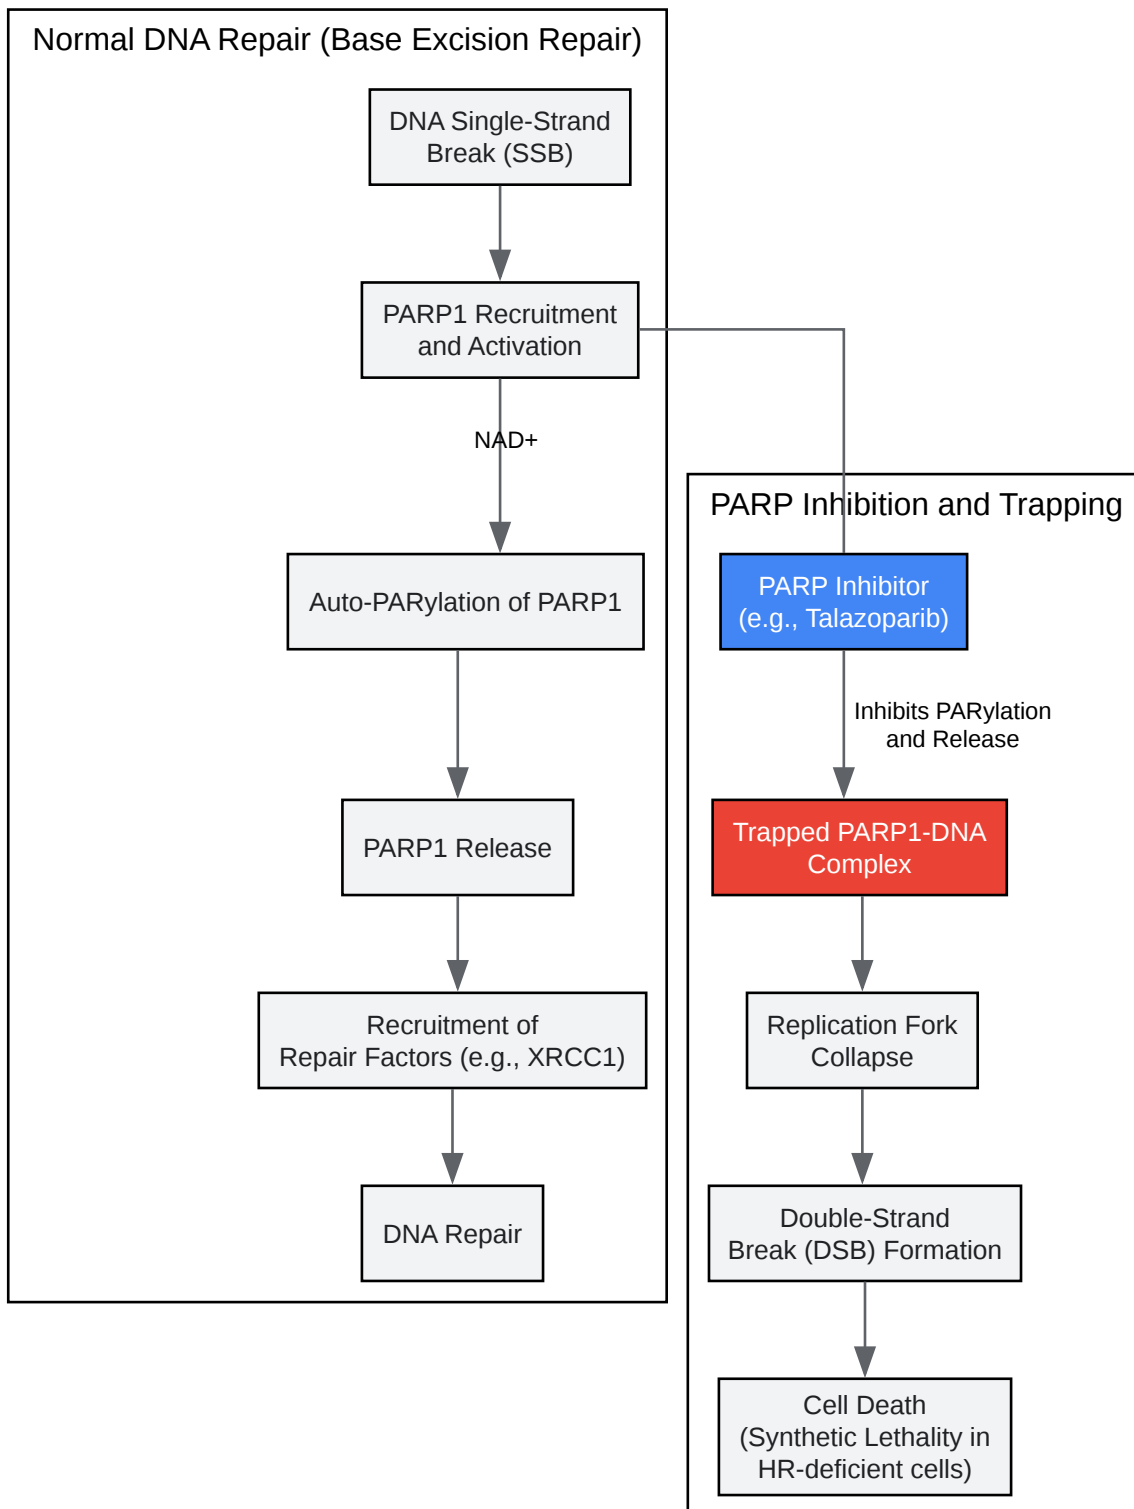 Normal DNA Repair (Base Excision Repair)
DNA Single-Strand
Break (SSB)
PARP1 Recruitment
and Activation
NAD+
Auto-PARylation of PARP1
PARP1 Release
Recruitment of
Repair Factors (e.g., XRCC1)
DNA Repair
PARP Inhibition and Trapping
PARP Inhibitor
(e.g., Talazoparib)
Inhibits PARylation
and Release
Trapped PARP1-DNA
Complex
Replication Fork
Collapse
Double-Strand
Break (DSB) Formation
Cell Death
(Synthetic Lethality in
HR-deficient cells)